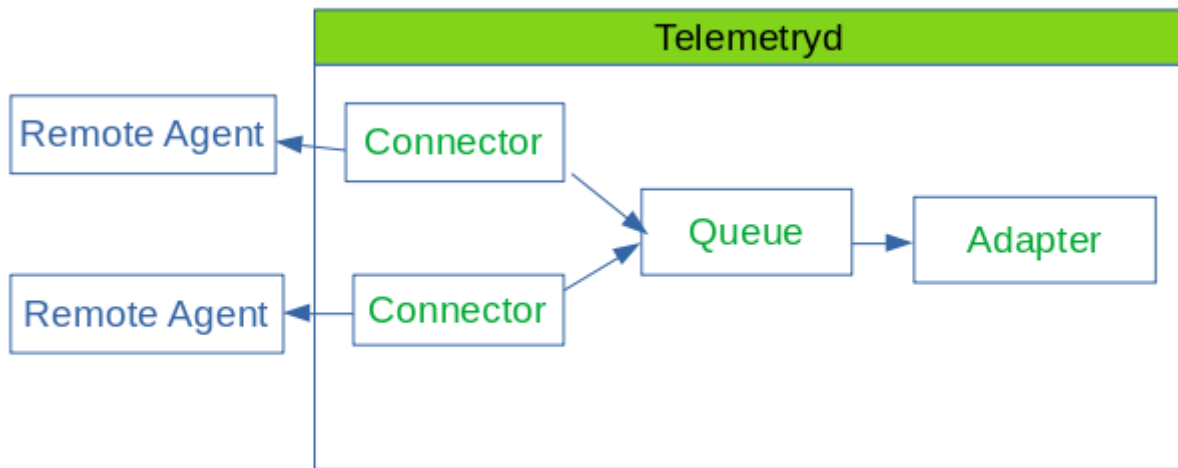 Telemetryd
Remote Agent
Connector
Queue
Adapter
Remote Agent
Connector